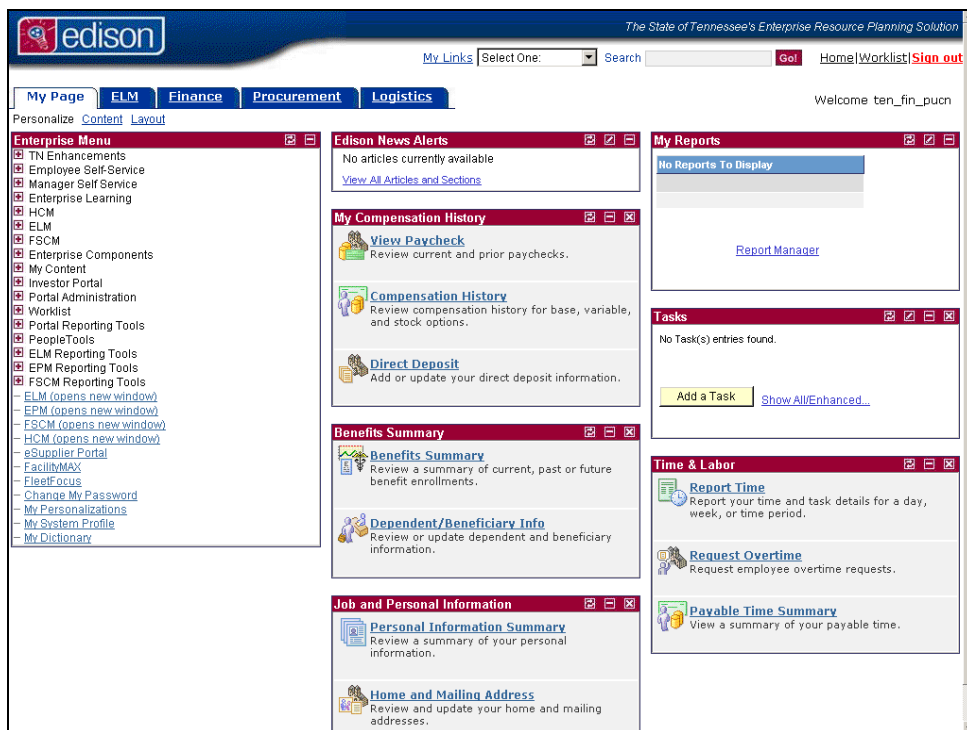 edison
The State of Tennessee's Enterprise Resource Planning Solution
My Links Select One: Search Go! Home|Worklist|Sign out
My Page ELM Finance Procurement Logistics
Welcome ten_fin_pucn
Personalize Content Layout
Enterprise Menu
TN Enhancements
Employee Self-Service
Manager Self Service
Enterprise Learning
HCM
ELM
FSCM
Enterprise Components
My Content
Investor Portal
Portal Administration
Worklist
Portal Reporting Tools
PeopleTools
ELM Reporting Tools
EPM Reporting Tools
FSCM Reporting Tools
ELM (opens new window)
EPM (opens new window)
FSCM (opens new window)
HCM (opens new window)
eSupplier Portal
FacilityMAX
FleetFocus
Change My Password
My Personalizations
My System Profile
My Dictionary
Edison News Alerts
No articles currently available
View All Articles and Sections
My Compensation History
View Paycheck
Review current and prior paychecks.
Compensation History
Review compensation history for base, variable,
and stock options.
Direct Deposit
Add or update your direct deposit information.
Benefits Summary
Benefits Summary
Review a summary of current, past or future
benefit enrollments.
Dependent/Beneficiary Info
Review or update dependent and beneficiary
information.
Job and Personal Information
Personal Information Summary
Review a summary of your personal
information.
Home and Mailing Address
Review and update your home and mailing
addresses.
My Reports
No Reports To Display
Report Manager
Tasks
No Task(s) entries found.
Add a Task Show All/Enhanced...
Time & Labor
Report Time
Report your time and task details for a day,
week, or time period.
Request Overtime
Request employee overtime requests.
Payable Time Summary
View a summary of your payable time.